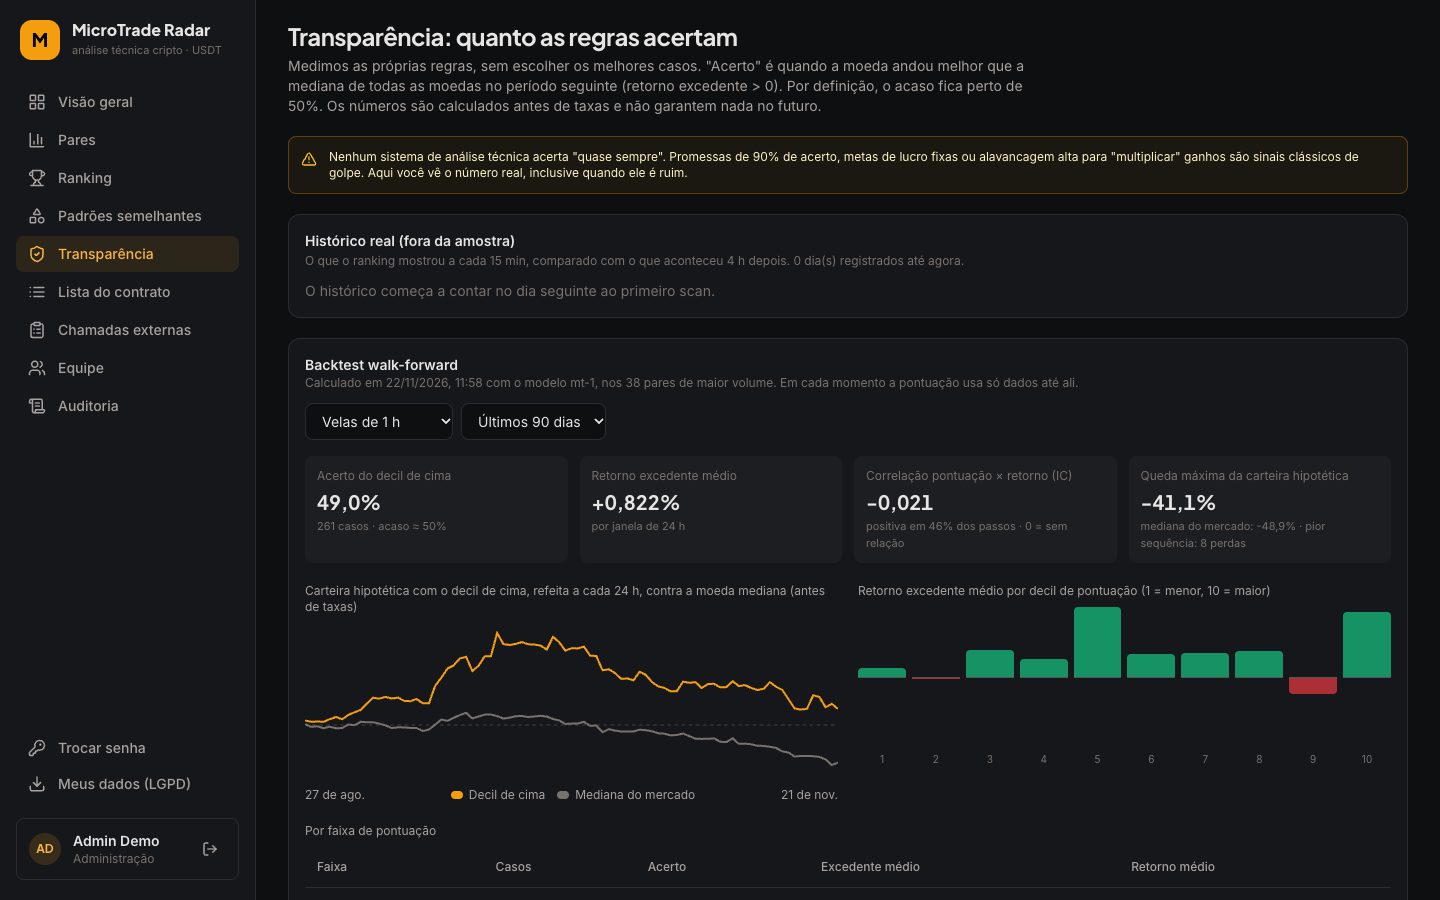 M
MicroTrade Radar
análise técnica cripto · USDT
Visão geral
Pares
Ranking
Padrões semelhantes
Transparência
Lista do contrato
Chamadas externas
Equipe
Auditoria
Trocar senha
Meus dados (LGPD)
AD
Admin Demo
Administração
Transparência: quanto as regras acertam
Medimos as próprias regras, sem escolher os melhores casos. "Acerto" é quando a moeda andou melhor que a
mediana de todas as moedas no período seguinte (retorno excedente > 0). Por definição, o acaso fica perto de
50%. Os números são calculados antes de taxas e não garantem nada no futuro.
Nenhum sistema de análise técnica acerta "quase sempre". Promessas de 90% de acerto, metas de lucro fixas ou alavancagem alta para "multiplicar" ganhos são sinais clássicos de
golpe. Aqui você vê o número real, inclusive quando ele é ruim.
Histórico real (fora da amostra)
O que o ranking mostrou a cada 15 min, comparado com o que aconteceu 4 h depois. 0 dia(s) registrados até agora.
O histórico começa a contar no dia seguinte ao primeiro scan.
Backtest walk-forward
Calculado em 22/11/2026, 11:58 com o modelo mt-1, nos 38 pares de maior volume. Em cada momento a pontuação usa só dados até ali.
Velas de 1 h
Últimos 90 dias
Acerto do decil de cima
49,0%
261 casos · acaso ≈ 50%
Retorno excedente médio
+0,822%
por janela de 24 h
Correlação pontuação × retorno (IC)
-0,021
positiva em 46% dos passos · 0 = sem
relação
Queda máxima da carteira hipotética
-41,1%
mediana do mercado: -48,9% · pior
sequência: 8 perdas
Carteira hipotética com o decil de cima, refeita a cada 24 h, contra a moeda mediana (antes
de taxas)
27 de ago.
Decil de cima
Mediana do mercado
21 de nov.
Retorno excedente médio por decil de pontuação (1 = menor, 10 = maior)
1 2 3 4 5 6 7 8 9 10
Por faixa de pontuação
Faixa Casos Acerto Excedente médio Retorno médio